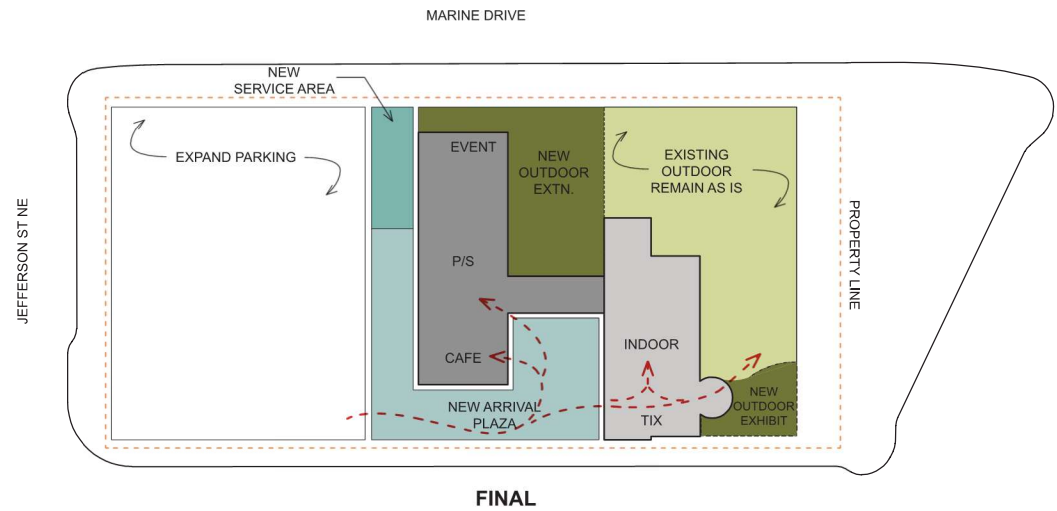 MARINE DRIVE
NEW
SERVICE AREA
EXPAND PARKING
EVENT
NEW
OUTDOOR
EXTN.
EXISTING
OUTDOOR
REMAIN AS IS
JEFFERSON ST NE
PROPERTY LINE
P/S
CAFE
INDOOR
NEW ARRIVAL
PLAZA
TIX
NEW
OUTDOOR
EXHIBIT
FINAL